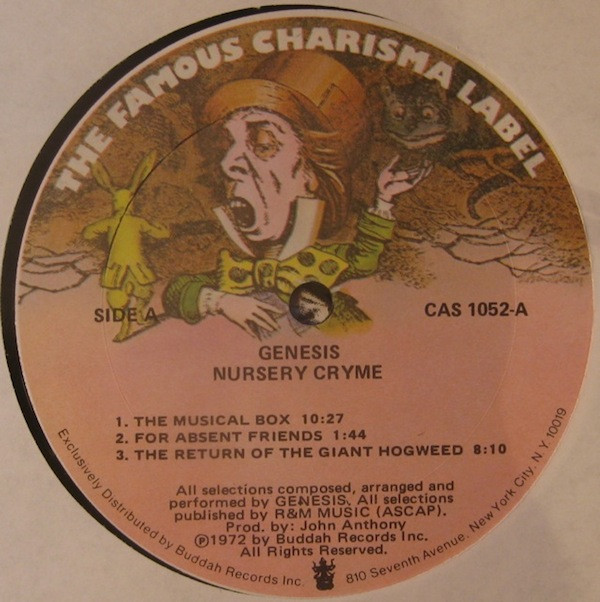 THE FAMOUS CHARISMA LABEL
SIDE A
CAS 1052-A
GENESIS
NURSERY CRYME
1. THE MUSICAL BOX 10:27
2. FOR ABSENT FRIENDS 1:44
3. THE RETURN OF THE GIANT HOGWEED 8:10
All selections composed, arranged and
performed by GENESIS. All selections
published by R&M MUSIC (ASCAP).
Prod. by: John Anthony
℗1972 by Buddah Records Inc.
All Rights Reserved.
Exclusively Distributed by Buddah Records Inc. 810 Seventh Avenue. New York City. N.Y. 10019